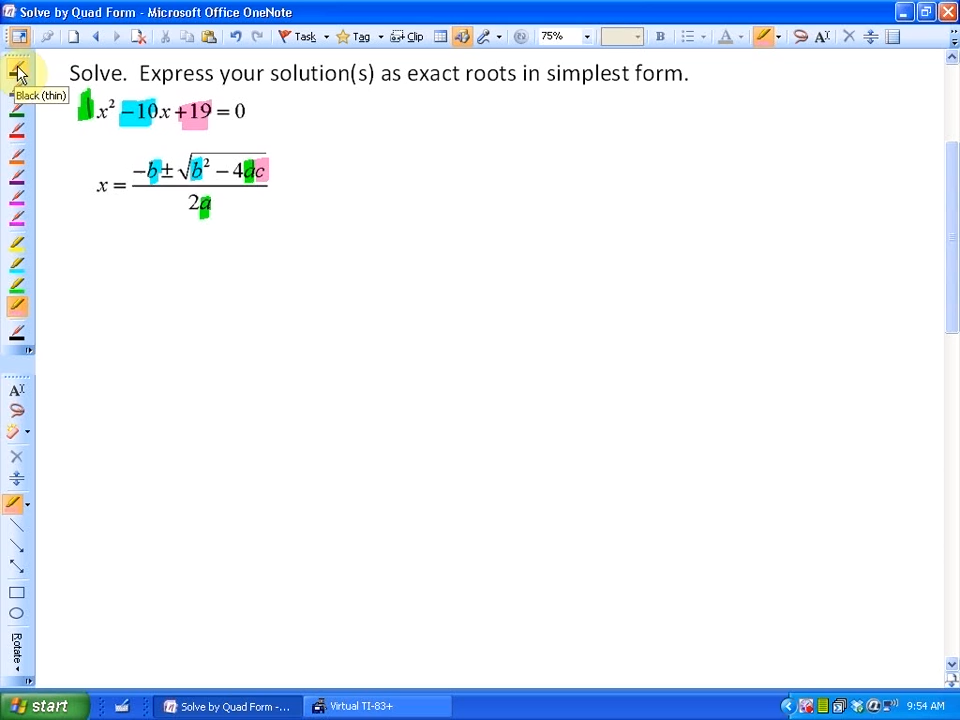 Solve by Quad Form - Microsoft Office OneNote
Task Tag Clip 75% B A A
Solve. Express your solution(s) as exact roots in simplest form.
Black (thin)
1x² −10x+19 = 0
x = (−b ± √(b² − 4ac)) / 2a
A
Rotate
start Solve by Quad Form -... Virtual TI-83+ 9:54 AM